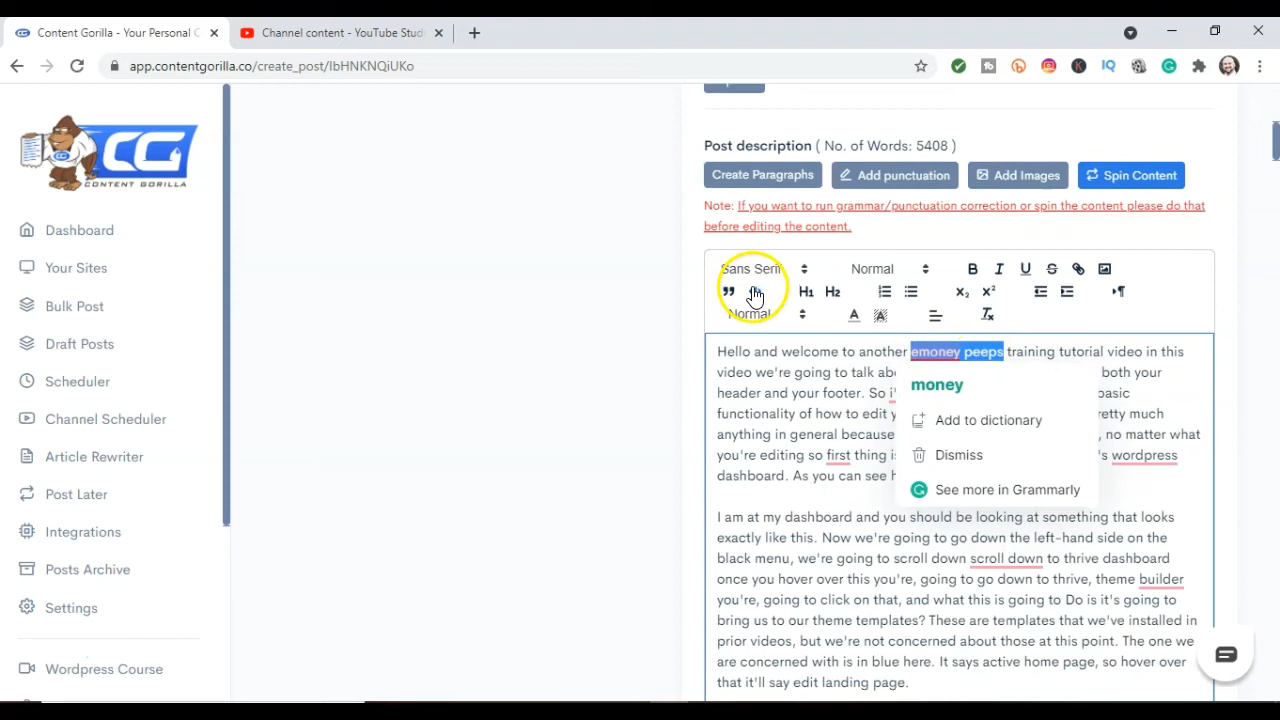 Content Gorilla - Your Personal C
Channel content - YouTube Stud
app.contentgorilla.co/create_post/IbHNKNQiUKo
CG
CONTENT GORILLA
Dashboard
Your Sites
Bulk Post
Draft Posts
Scheduler
Channel Scheduler
Article Rewriter
Post Later
Integrations
Posts Archive
Settings
Wordpress Course
Post description ( No. of Words: 5408 )
Create Paragraphs
Add punctuation
Add Images
Spin Content
Note: If you want to run grammar/punctuation correction or spin the content please do that
before editing the content.
Sans Serif
Normal
B I U S
H1 H2
X₂ X²
Normal
A A Tx
Hello and welcome to another emoney peeps training tutorial video in this
video we're going to talk abo both your
header and your footer. So i' basic
functionality of how to edit y retty much
anything in general because , no matter what
you're editing so first thing is 's wordpress
dashboard. As you can see h
money
Add to dictionary
Dismiss
See more in Grammarly
I am at my dashboard and you should be looking at something that looks
exactly like this. Now we're going to go down the left-hand side on the
black menu, we're going to scroll down scroll down to thrive dashboard
once you hover over this you're, going to go down to thrive, theme builder
you're, going to click on that, and what this is going to Do is it's going to
bring us to our theme templates? These are templates that we've installed in
prior videos, but we're not concerned about those at this point. The one we
are concerned with is in blue here. It says active home page, so hover over
that it'll say edit landing page.